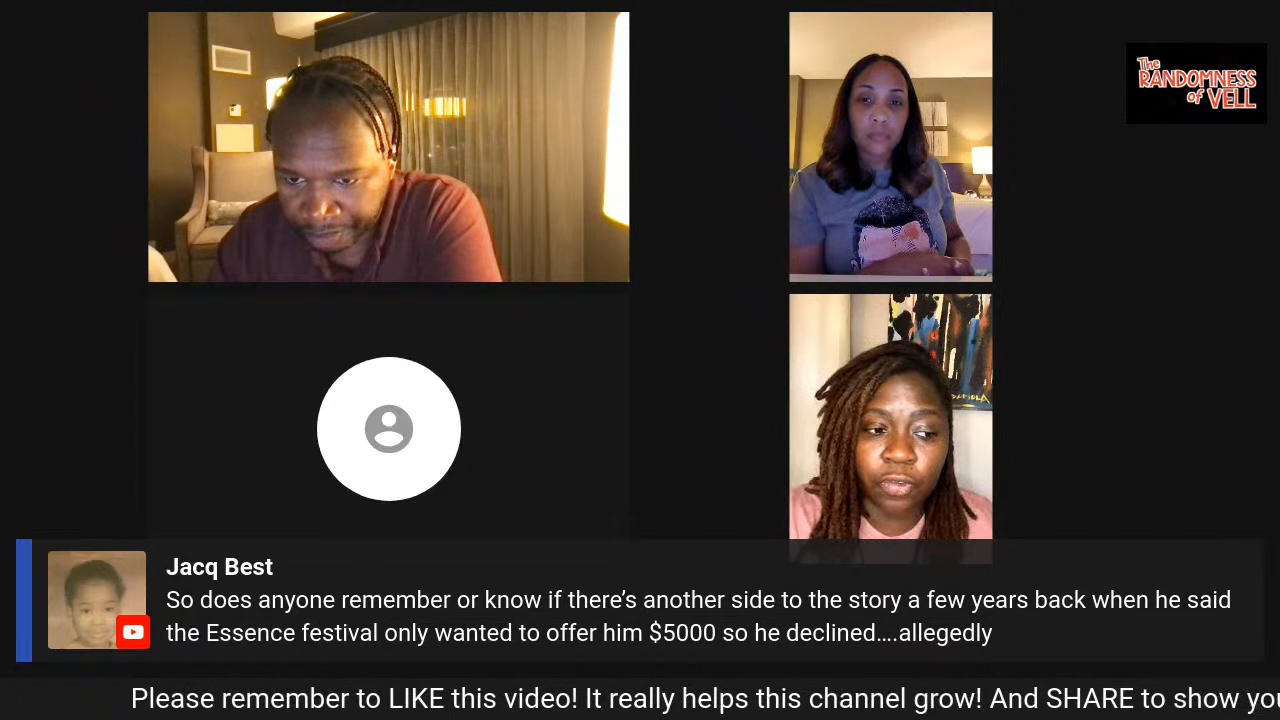 The
RANDOMNESS
of VELL
Jacq Best
So does anyone remember or know if there’s another side to the story a few years back when he said
the Essence festival only wanted to offer him $5000 so he declined....allegedly
Please remember to LIKE this video! It really helps this channel grow! And SHARE to show